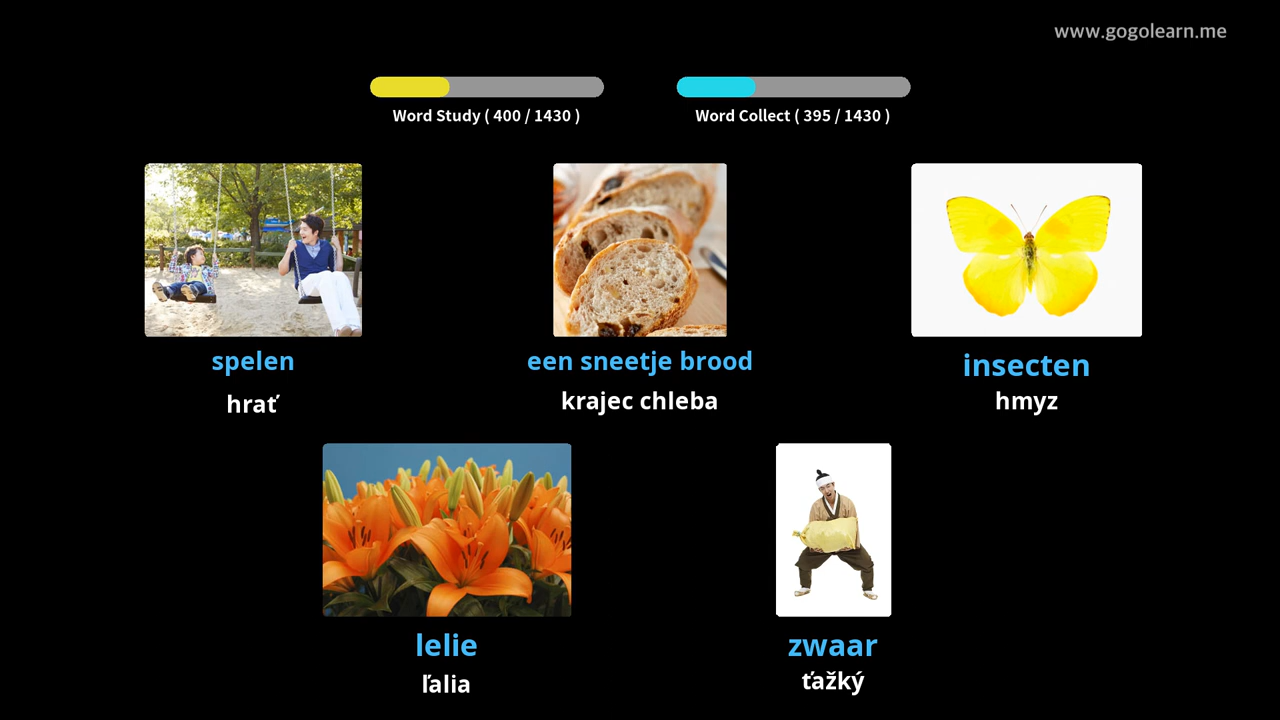 www.gogolearn.me
Word Study ( 400 / 1430 )
Word Collect ( 395 / 1430 )
spelen
hrať
een sneetje brood
krajec chleba
insecten
hmyz
lelie
ľalia
zwaar
ťažký